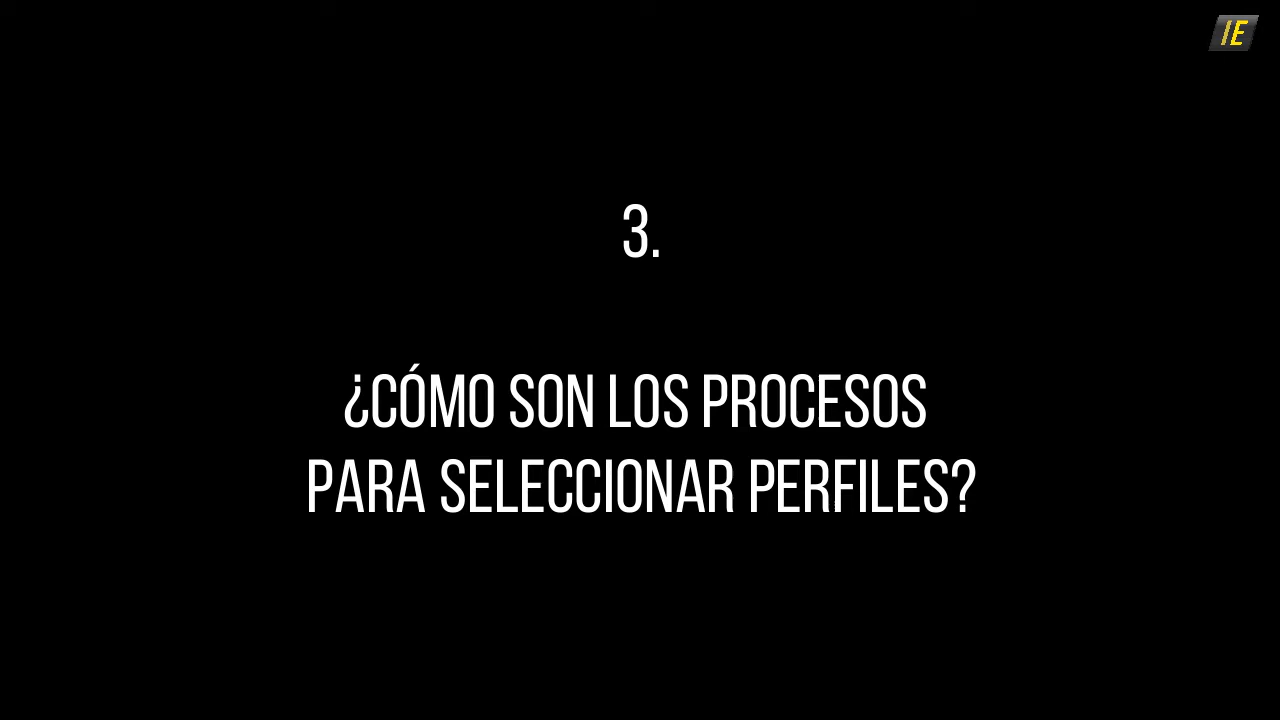 IE
3.
¿CÓMO SON LOS PROCESOS
PARA SELECCIONAR PERFILES?